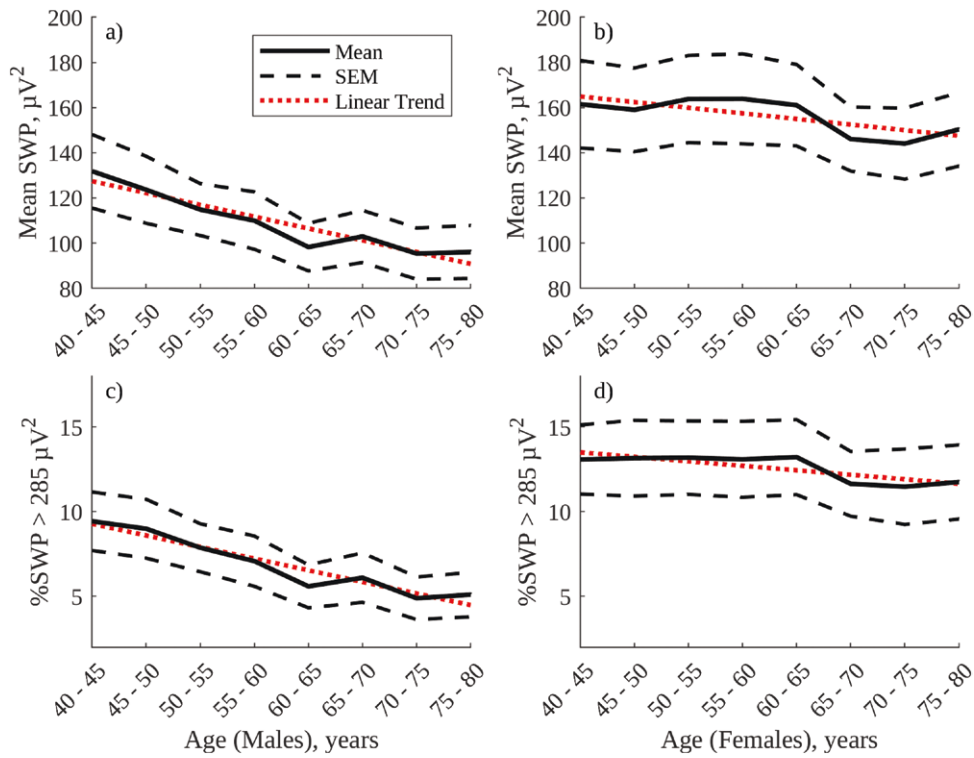 a)
Mean
SEM
Linear Trend
Mean SWP, µV²
200
180
160
140
120
100
80
40 - 45
45 - 50
50 - 55
55 - 60
60 - 65
65 - 70
70 - 75
75 - 80
b)
Mean SWP, µV²
200
180
160
140
120
100
80
40 - 45
45 - 50
50 - 55
55 - 60
60 - 65
65 - 70
70 - 75
75 - 80
c)
%SWP > 285 µV²
15
10
5
40 - 45
45 - 50
50 - 55
55 - 60
60 - 65
65 - 70
70 - 75
75 - 80
Age (Males), years
d)
%SWP > 285 µV²
15
10
5
40 - 45
45 - 50
50 - 55
55 - 60
60 - 65
65 - 70
70 - 75
75 - 80
Age (Females), years